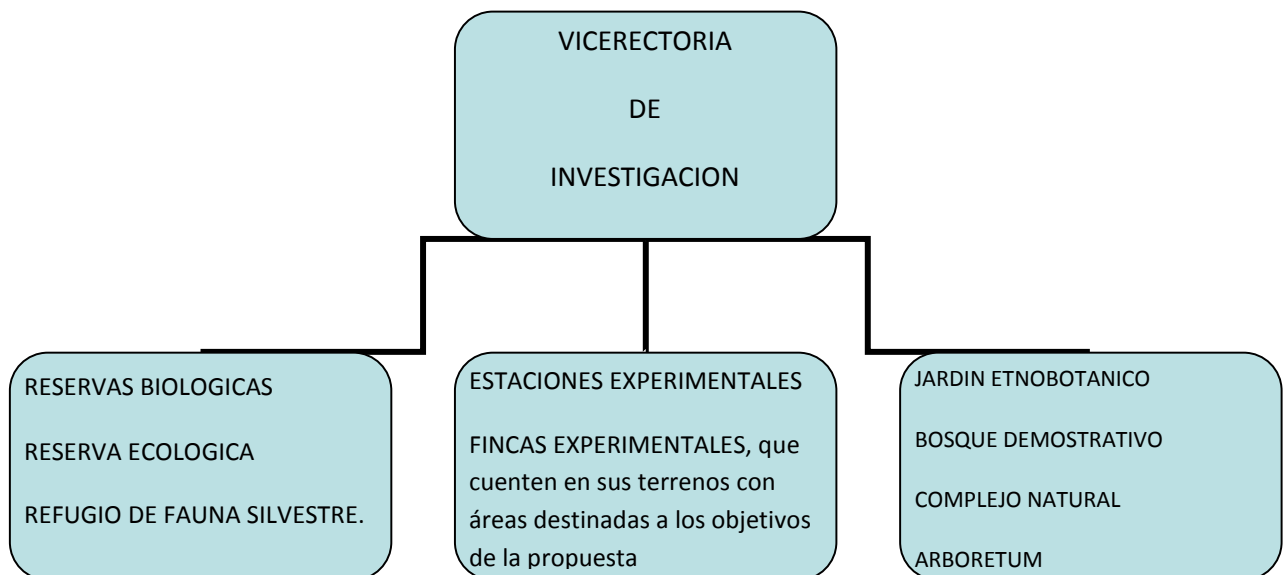 VICERECTORIA
DE
INVESTIGACION
RESERVAS BIOLOGICAS
RESERVA ECOLOGICA
REFUGIO DE FAUNA SILVESTRE.
ESTACIONES EXPERIMENTALES
FINCAS EXPERIMENTALES, que
cuenten en sus terrenos con
áreas destinadas a los objetivos
de la propuesta
JARDIN ETNOBOTANICO
BOSQUE DEMOSTRATIVO
COMPLEJO NATURAL
ARBORETUM